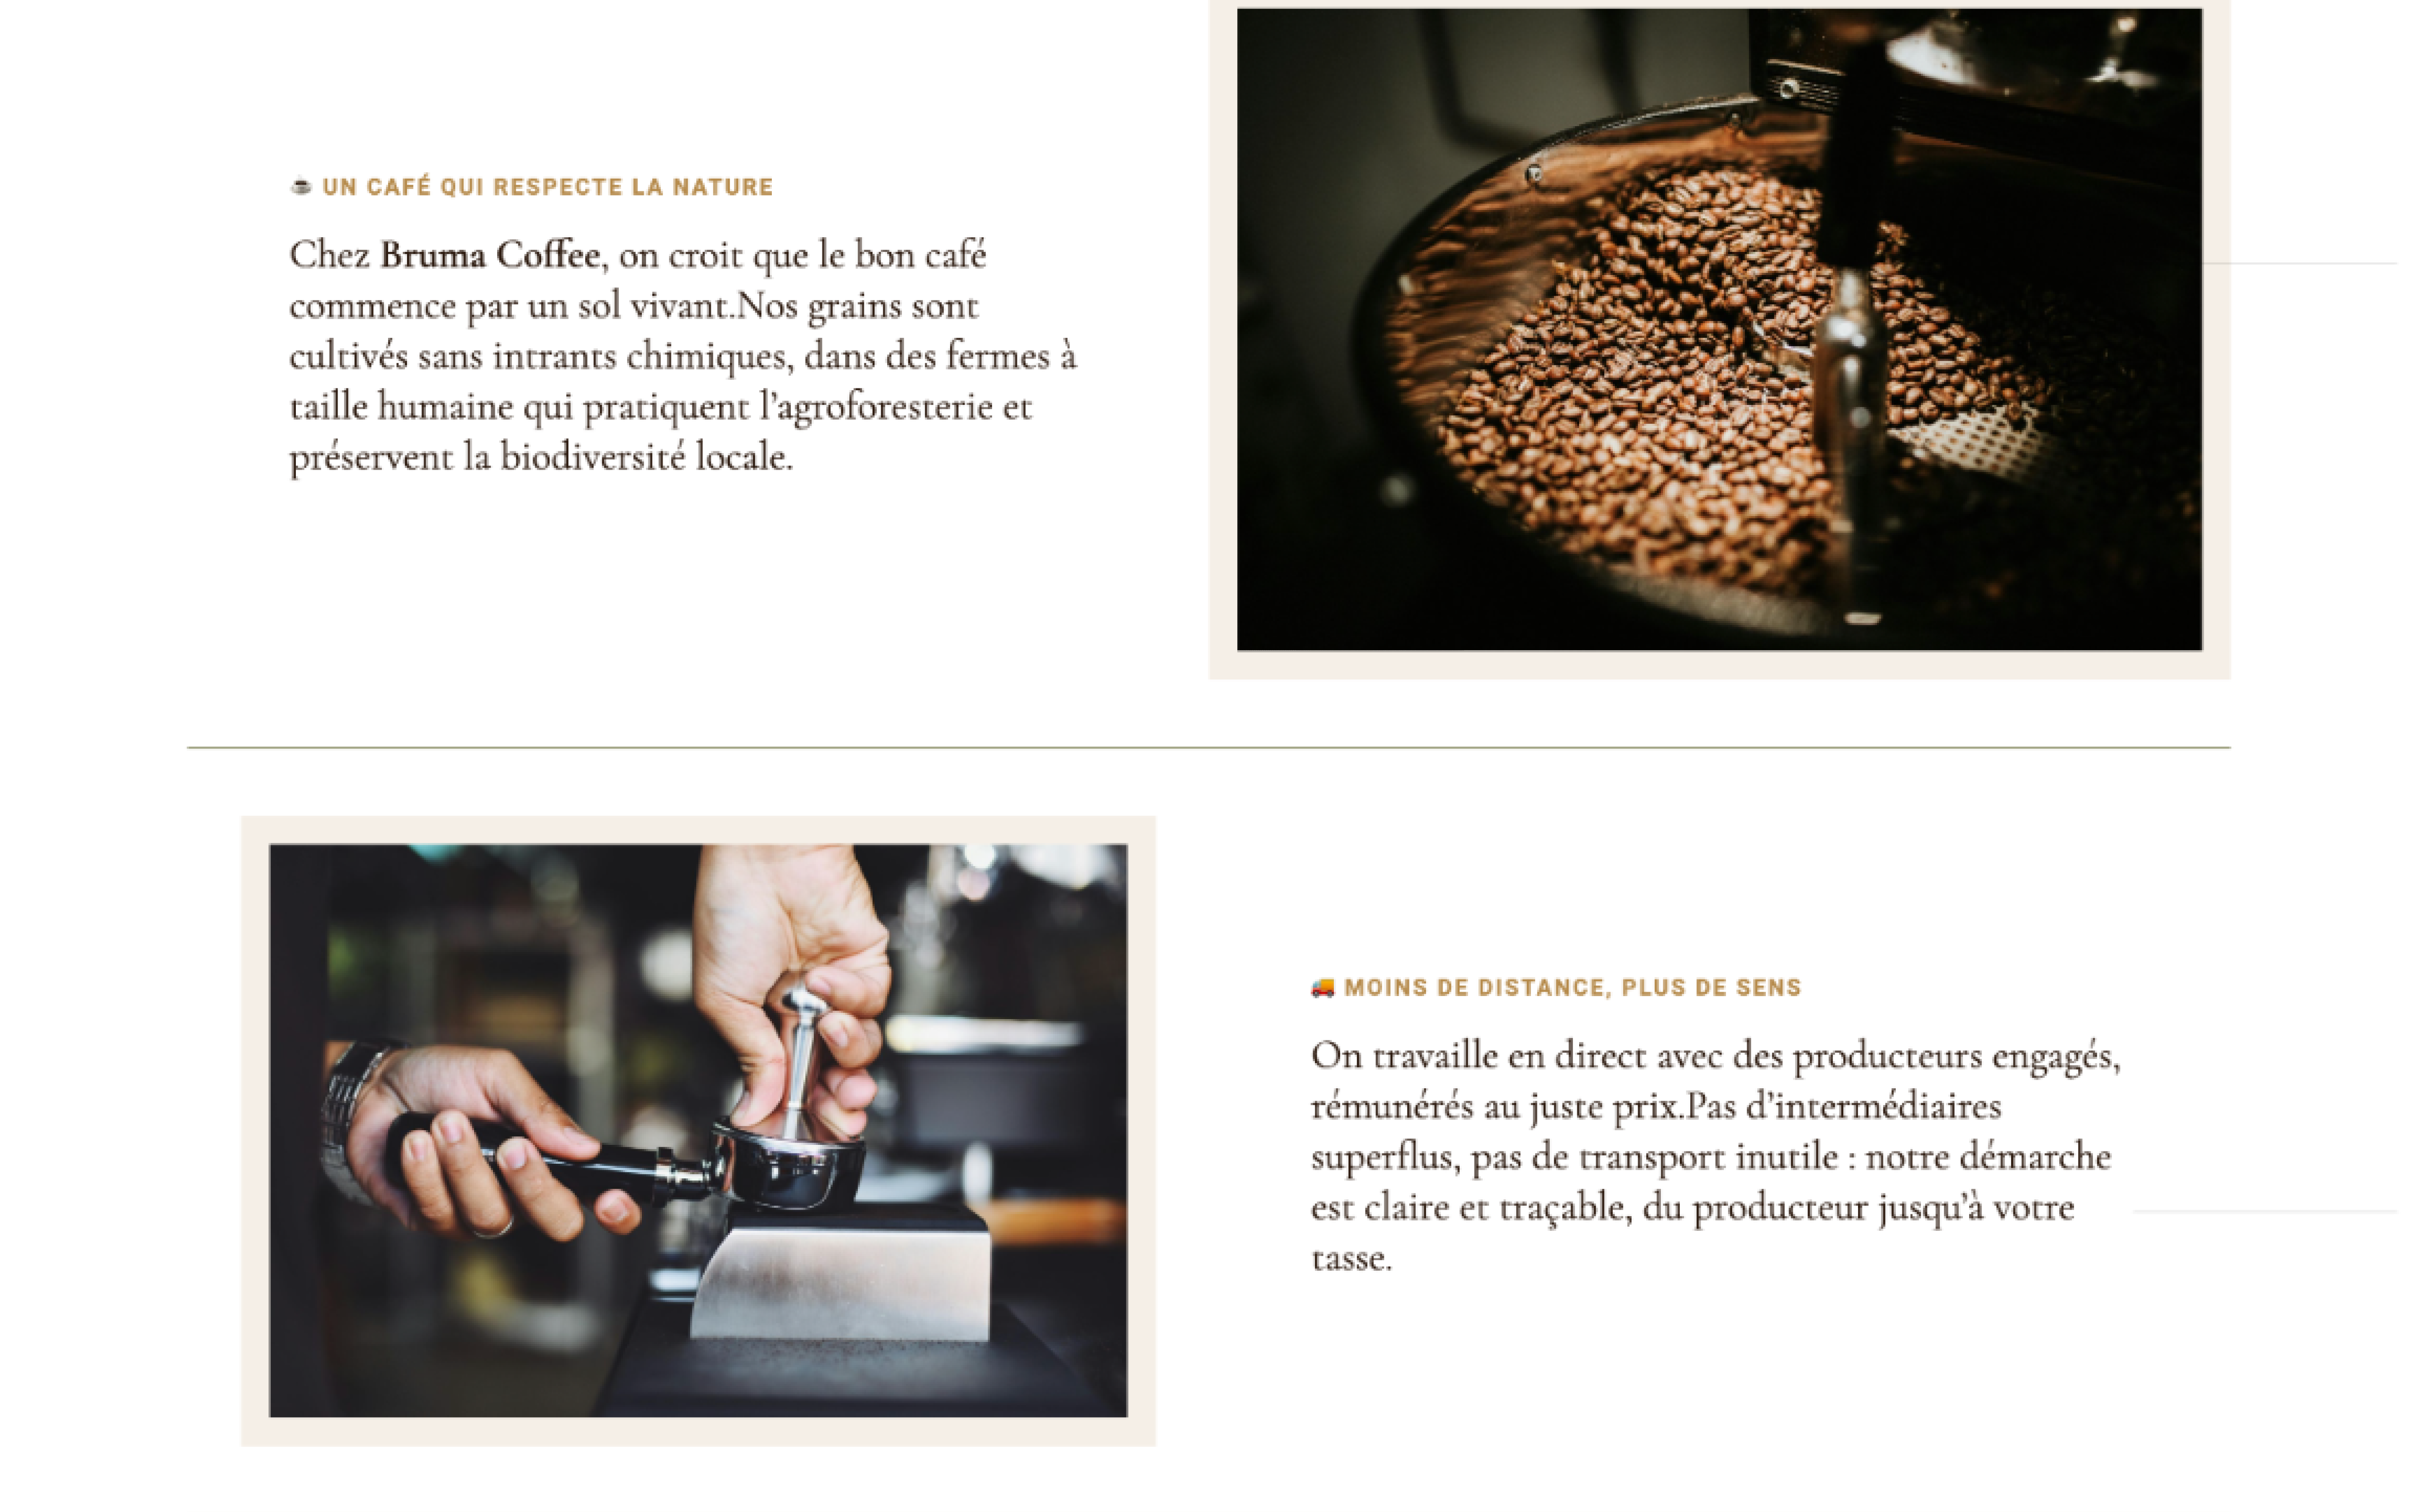 ☕ UN CAFÉ QUI RESPECTE LA NATURE
Chez Bruma Coffee, on croit que le bon café
commence par un sol vivant.Nos grains sont
cultivés sans intrants chimiques, dans des fermes à
taille humaine qui pratiquent l’agroforesterie et
préservent la biodiversité locale.
🚚 MOINS DE DISTANCE, PLUS DE SENS
On travaille en direct avec des producteurs engagés,
rémunérés au juste prix.Pas d’intermédiaires
superflus, pas de transport inutile : notre démarche
est claire et traçable, du producteur jusqu’à votre
tasse.